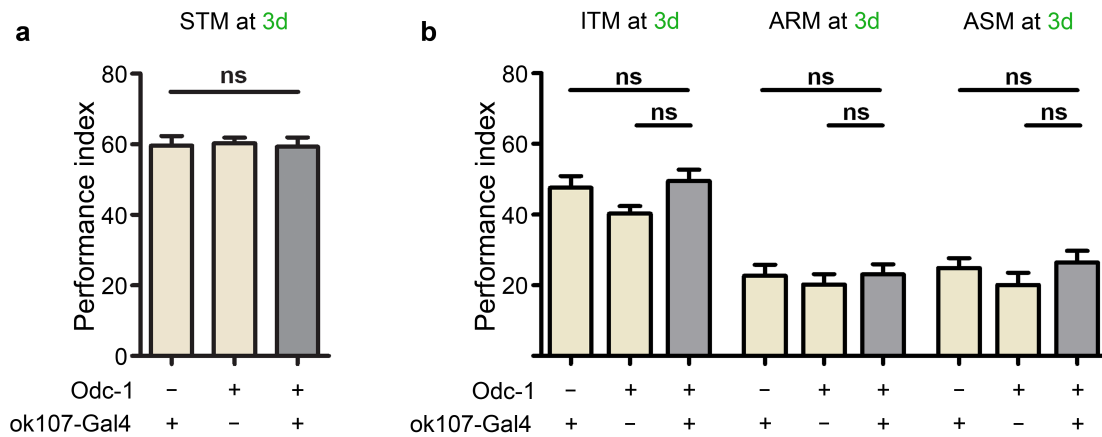 a
STM at 3d
80
60
40
20
0
Performance index
ns
Odc-1 − + +
ok107-Gal4 + − +
b
ITM at 3d ARM at 3d ASM at 3d
80
60
40
20
Performance index
ns ns ns
ns ns ns
Odc-1 − + + − + + − + +
ok107-Gal4 + − + + − + + − +